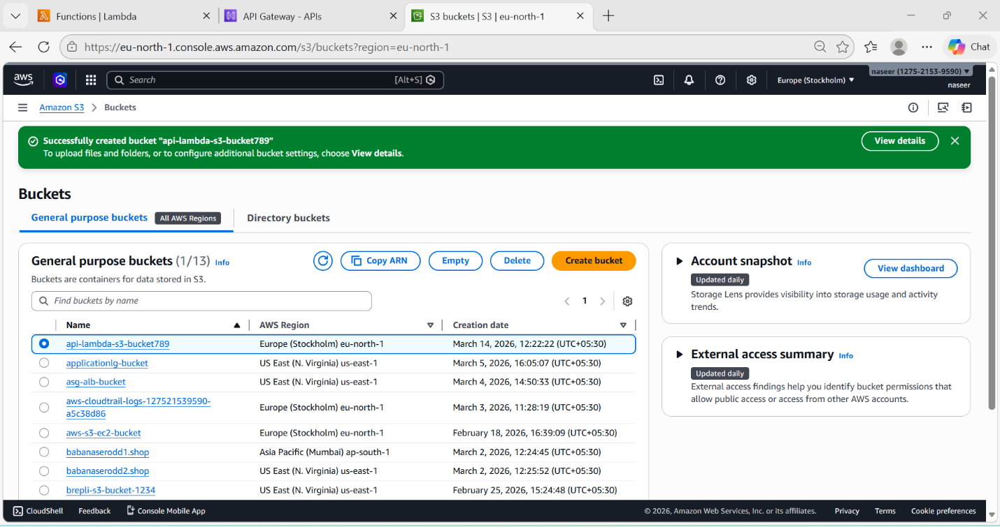 Functions | Lambda
API Gateway - APIs
S3 buckets | S3 | eu-north-1
https://eu-north-1.console.aws.amazon.com/s3/buckets?region=eu-north-1
Chat
aws
Search
[Alt+S]
Europe (Stockholm)
naseer (1275-2153-9590)
naseer
Amazon S3
Buckets
Successfully created bucket "api-lambda-s3-bucket789"
To upload files and folders, or to configure additional bucket settings, choose View details.
View details
Buckets
General purpose buckets All AWS Regions
Directory buckets
General purpose buckets (1/13) Info
Copy ARN
Empty
Delete
Create bucket
Buckets are containers for data stored in S3.
Find buckets by name
1
Name AWS Region Creation date
api-lambda-s3-bucket789 Europe (Stockholm) eu-north-1 March 14, 2026, 12:22:22 (UTC+05:30)
applicationlg-bucket US East (N. Virginia) us-east-1 March 5, 2026, 16:05:07 (UTC+05:30)
asg-alb-bucket US East (N. Virginia) us-east-1 March 4, 2026, 14:50:33 (UTC+05:30)
aws-cloudtrail-logs-127521539590-
a5c38d86 Europe (Stockholm) eu-north-1 March 3, 2026, 11:28:19 (UTC+05:30)
aws-s3-ec2-bucket Europe (Stockholm) eu-north-1 February 18, 2026, 16:39:09 (UTC+05:30)
babanaserodd1.shop Asia Pacific (Mumbai) ap-south-1 March 2, 2026, 12:24:45 (UTC+05:30)
babanaserodd2.shop US East (N. Virginia) us-east-1 March 2, 2026, 12:25:52 (UTC+05:30)
brepli-s3-bucket-1234 US East (N. Virginia) us-east-1 February 25, 2026, 15:24:48 (UTC+05:30)
Account snapshot Info
View dashboard
Updated daily
Storage Lens provides visibility into storage usage and activity
trends.
External access summary Info
Updated daily
External access findings help you identify bucket permissions that
allow public access or access from other AWS accounts.
CloudShell
Feedback
Console Mobile App
© 2026, Amazon Web Services, Inc. or its affiliates.
Privacy
Terms
Cookie preferences